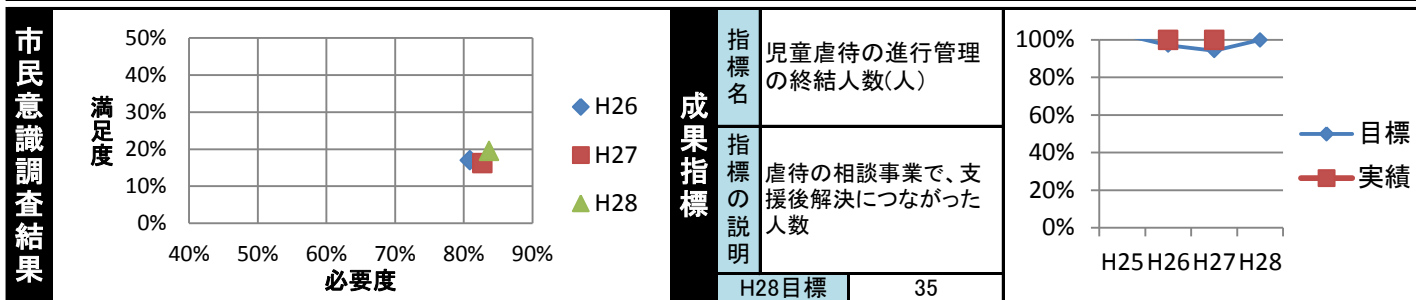 市民意識調査結果
50%
40%
30%
20%
10%
0%
満足度
40% 50% 60% 70% 80% 90%
必要度
H26
H27
H28
成果指標
指標名
児童虐待の進行管理
の終結人数(人)
指標の説明
虐待の相談事業で、支
援後解決につながった
人数
H28目標
35
100%
80%
60%
40%
20%
0%
H25 H26 H27 H28
目標
実績